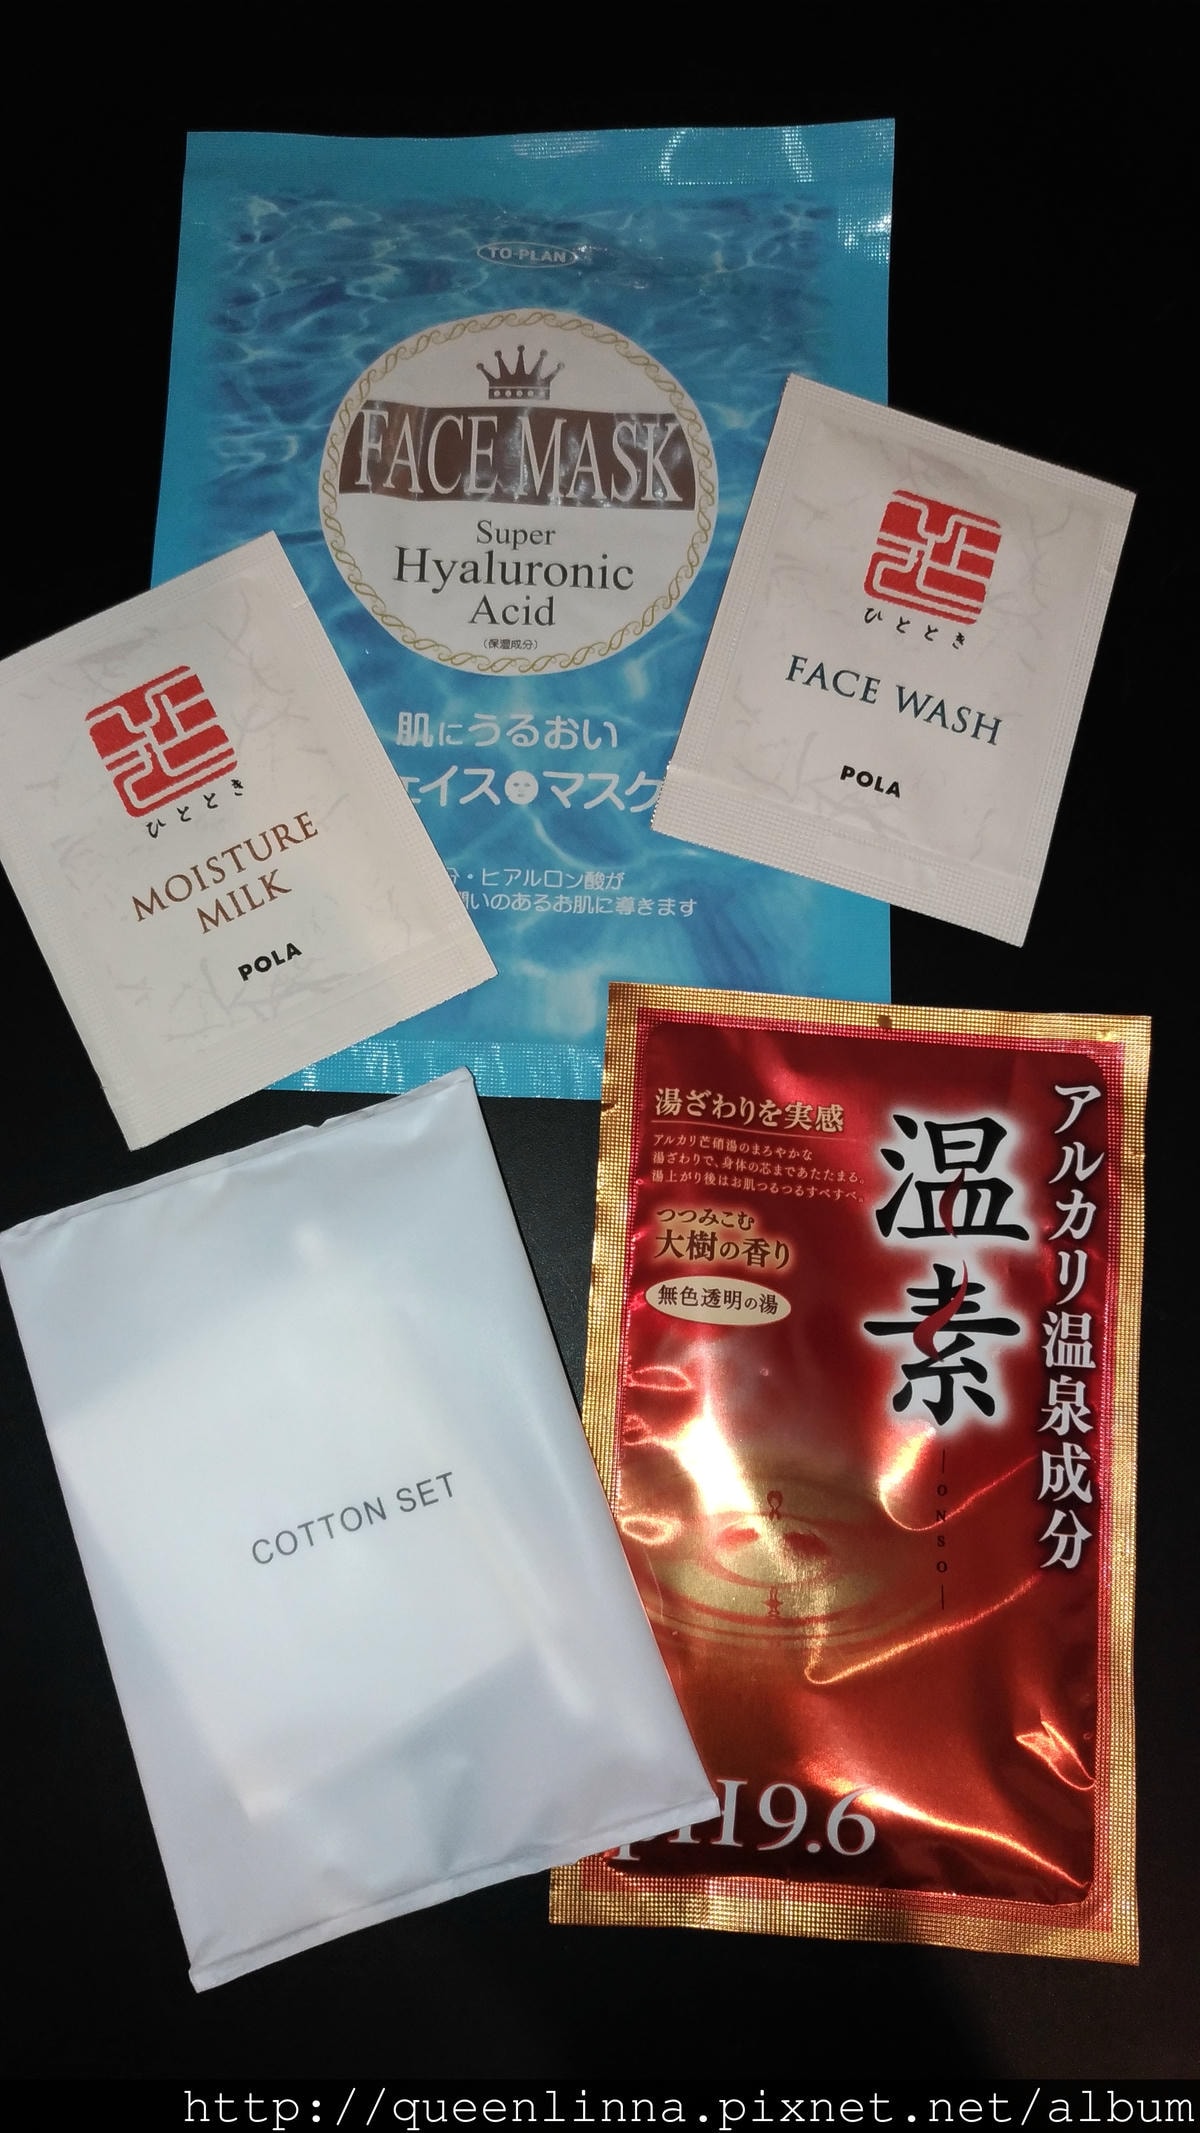 TO-PLAN
FACE MASK
Super
Hyaluronic
Acid
(保湿成分)
肌にうるおい
ェイスマスク
分・ヒアルロン酸が
潤いのあるお肌に導きます
ひととき
FACE WASH
POLA
ひととき
MOISTURE
MILK
POLA
COTTON SET
アルカリ温泉成分
温素
ONSO
湯ざわりを実感
アルカリ芒硝湯のまろやかな
湯ざわりで、身体の芯まであたたまる。
湯上がり後はお肌つるつるすべすべ。
つつみこむ
大樹の香り
無色透明の湯
pH9.6
http://queenlinna.pixnet.net/album